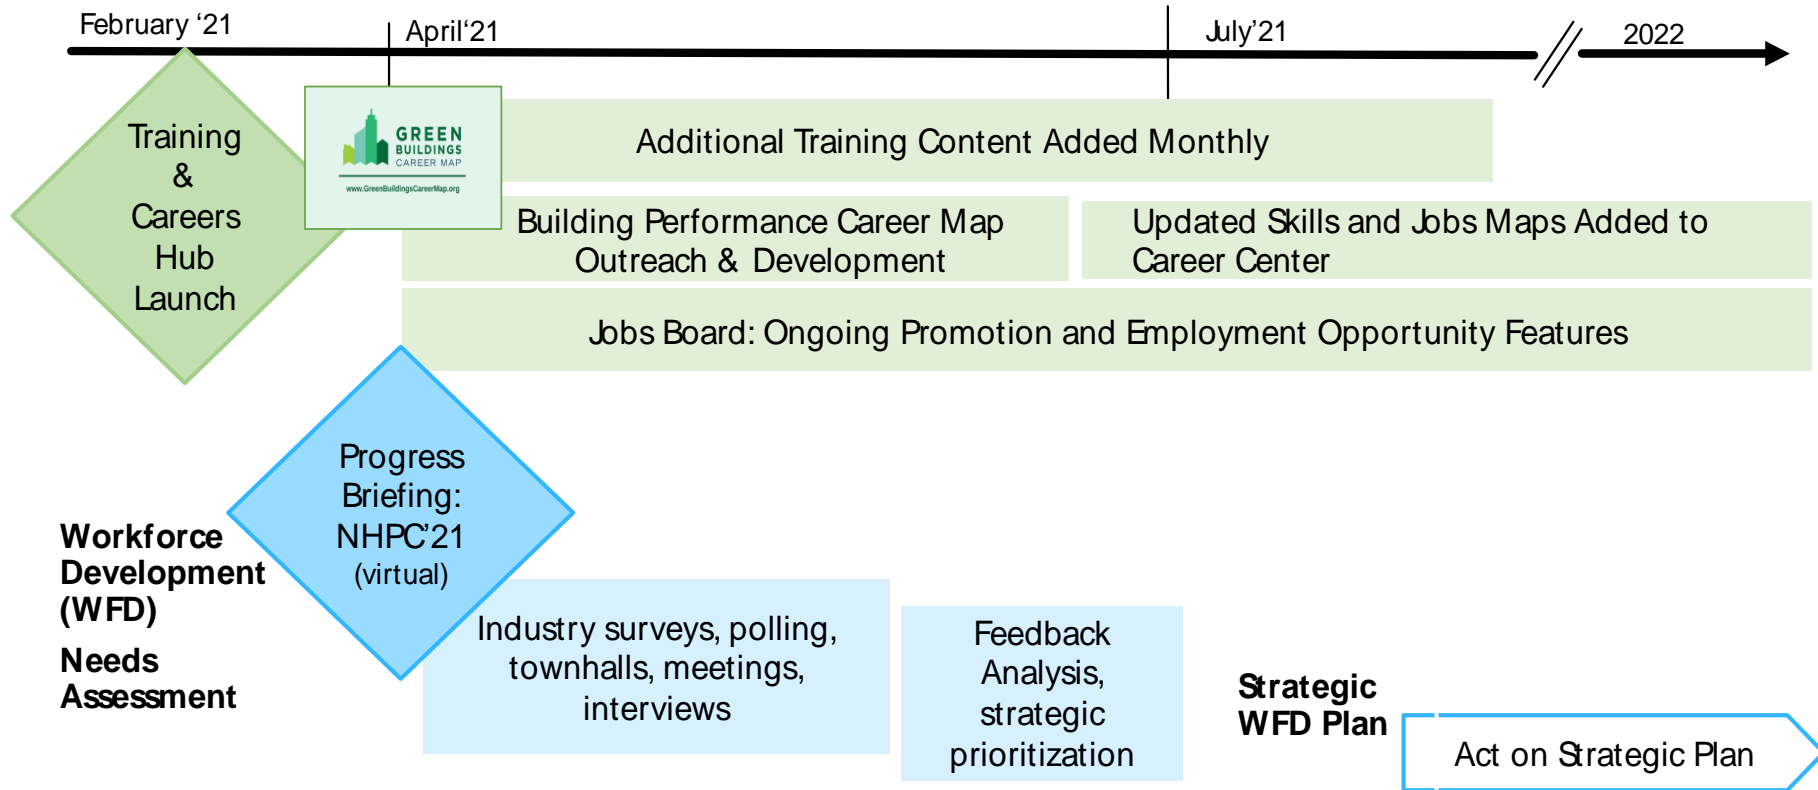 February ‘21
April‘21
July’21
2022
Training
&
Careers
Hub
Launch
GREEN
BUILDINGS
CAREER MAP
www.GreenBuildingsCareerMap.org
Additional Training Content Added Monthly
Building Performance Career Map
Outreach & Development
Updated Skills and Jobs Maps Added to
Career Center
Jobs Board: Ongoing Promotion and Employment Opportunity Features
Progress
Briefing:
NHPC’21
(virtual)
Workforce
Development
(WFD)
Needs
Assessment
Industry surveys, polling,
townhalls, meetings,
interviews
Feedback
Analysis,
strategic
prioritization
Strategic
WFD Plan
Act on Strategic Plan